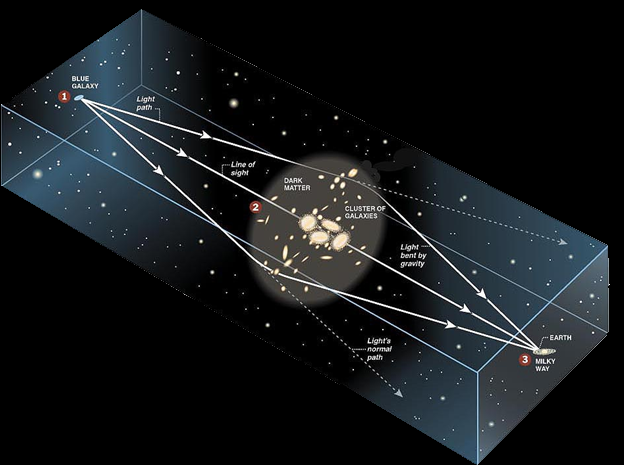 BLUE
GALAXY
1
Light
path
Line of
sight
DARK
MATTER
2
CLUSTER OF
GALAXIES
Light
bent by
gravity
Light's
normal
path
EARTH
3
MILKY
WAY